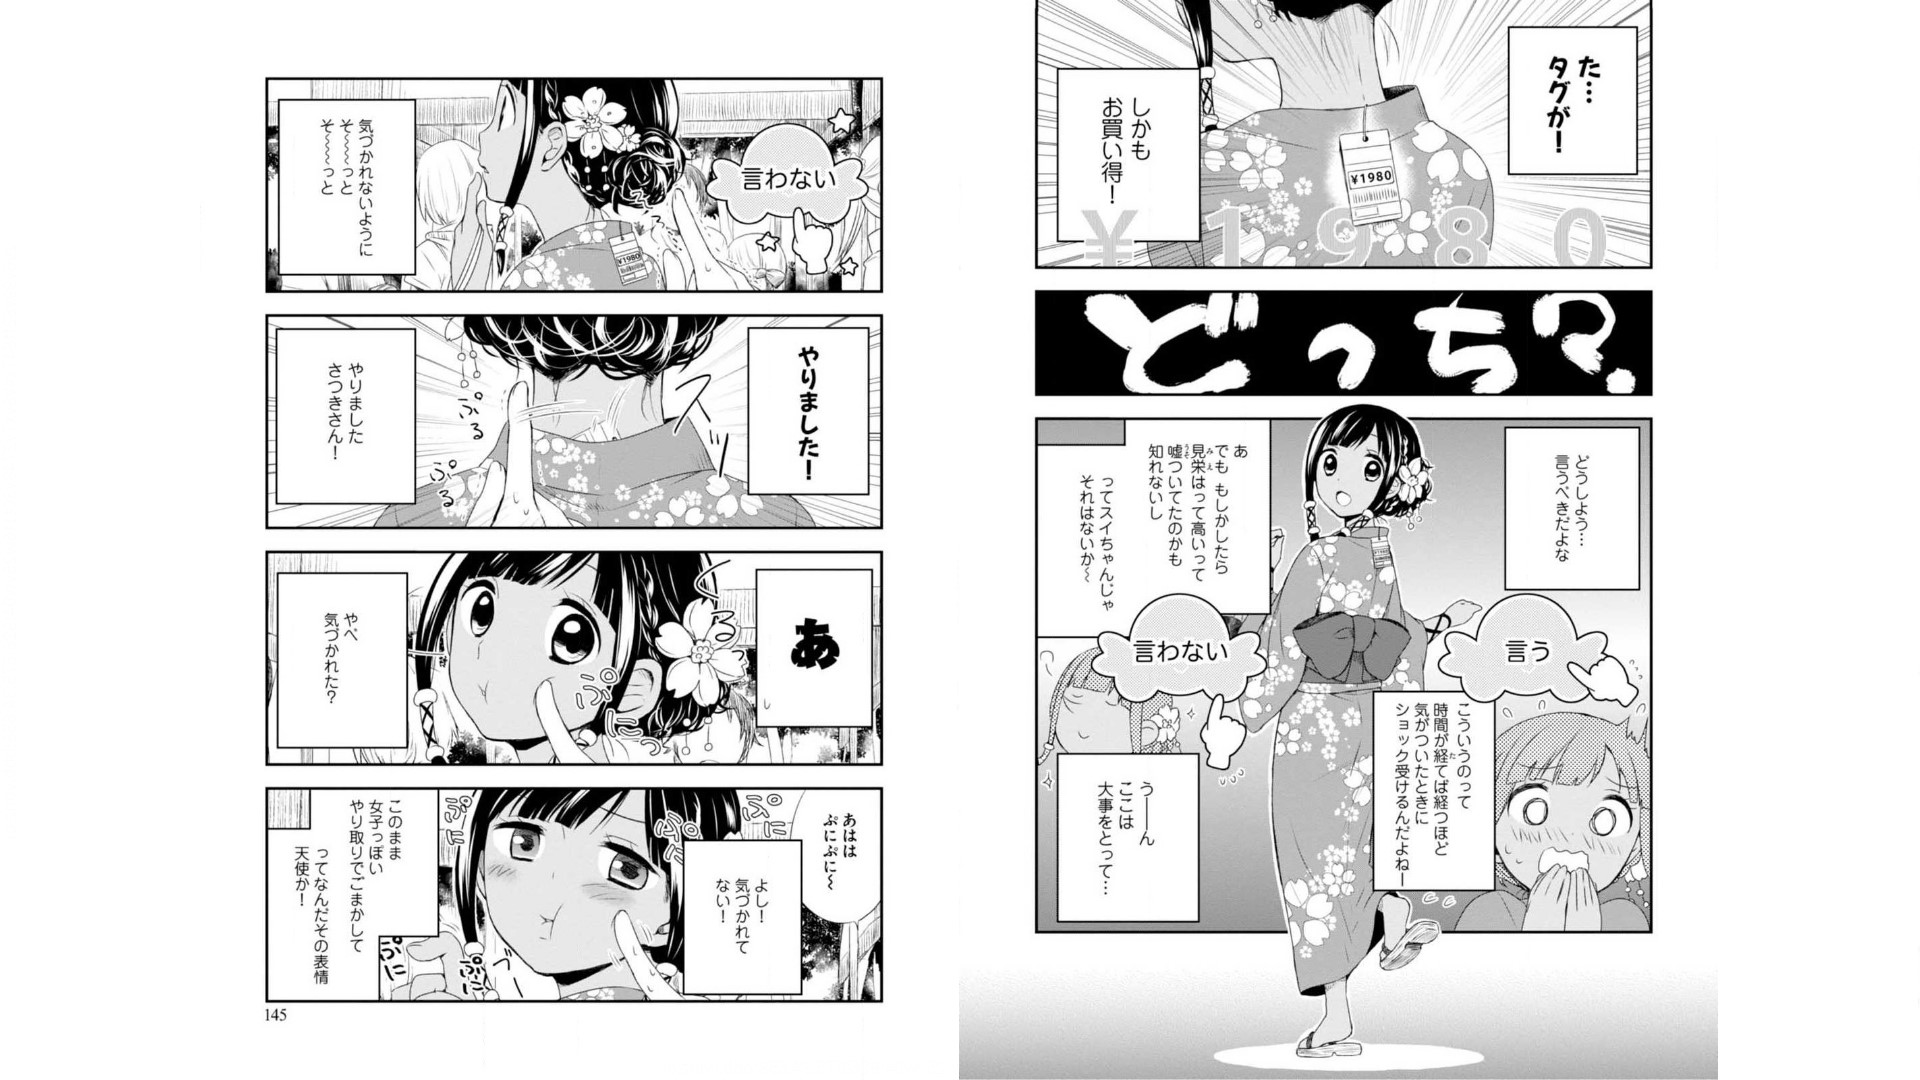 た…
タグが！
¥1980
しかも
お買い得！
¥1980
どっち？
どうしよう…
言うべきだよな
言う
こういうのって
時間が経てば経つほど
気がついたときに
ショック受けるんだよねー
あ
でも もしかしたら
見栄はって高いって
嘘ついてたのかも
知れないし
ってスイちゃんじゃ
それはないか〜
言わない
うーん
ここは
大事をとって…
言わない
¥1980
気づかれないように
そ〜〜〜っと
そ〜〜〜っと
やりました！
スッ
ぷる
ぷる
やりました
さつきさん！
あ
ぷにっ
やべ
気づかれた？
あはは
ぷにぷに〜
ぷに
ぷに
よし！
気づかれて
ない！
ぷに
ぷに
ぷに
このまま
女子っぽい
やり取りでごまかして
ってなんだその表情
天使か！
145